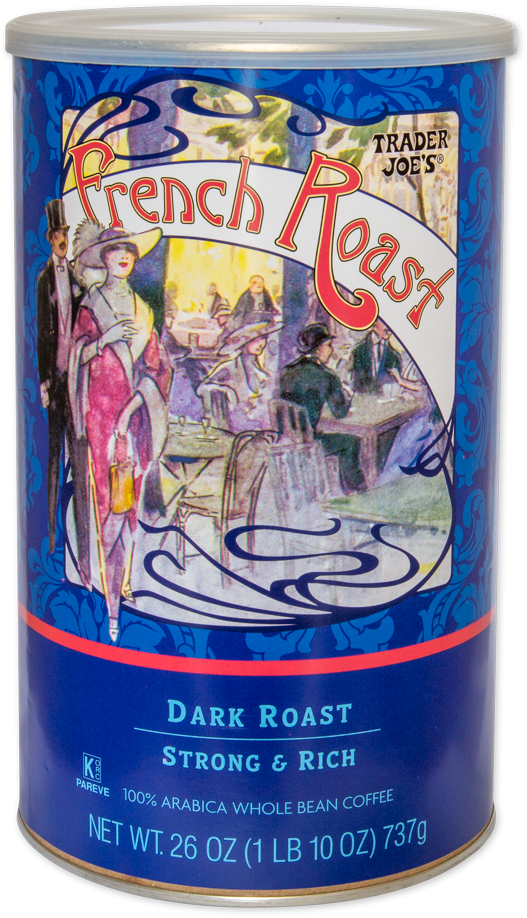 TRADER
JOE'S®
French Roast
DARK ROAST
STRONG & RICH
K
PAREVE
100% ARABICA WHOLE BEAN COFFEE
NET WT. 26 OZ (1 LB 10 OZ) 737g